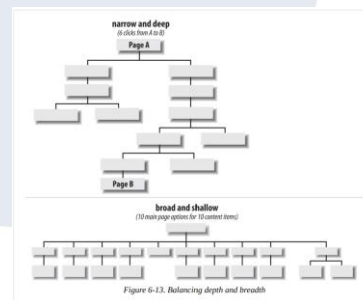 narrow and deep
(6 clicks from A to B)
Page A
Page B
broad and shallow
(10 main page options for 10 content items)
Figure 6-13. Balancing depth and breadth